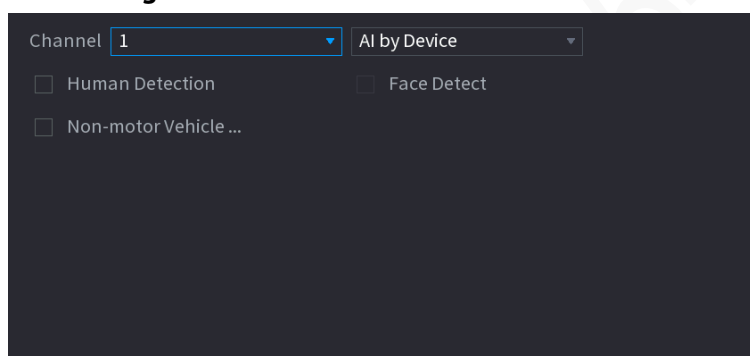 Channel 1 AI by Device
Human Detection Face Detect
Non-motor Vehicle ...